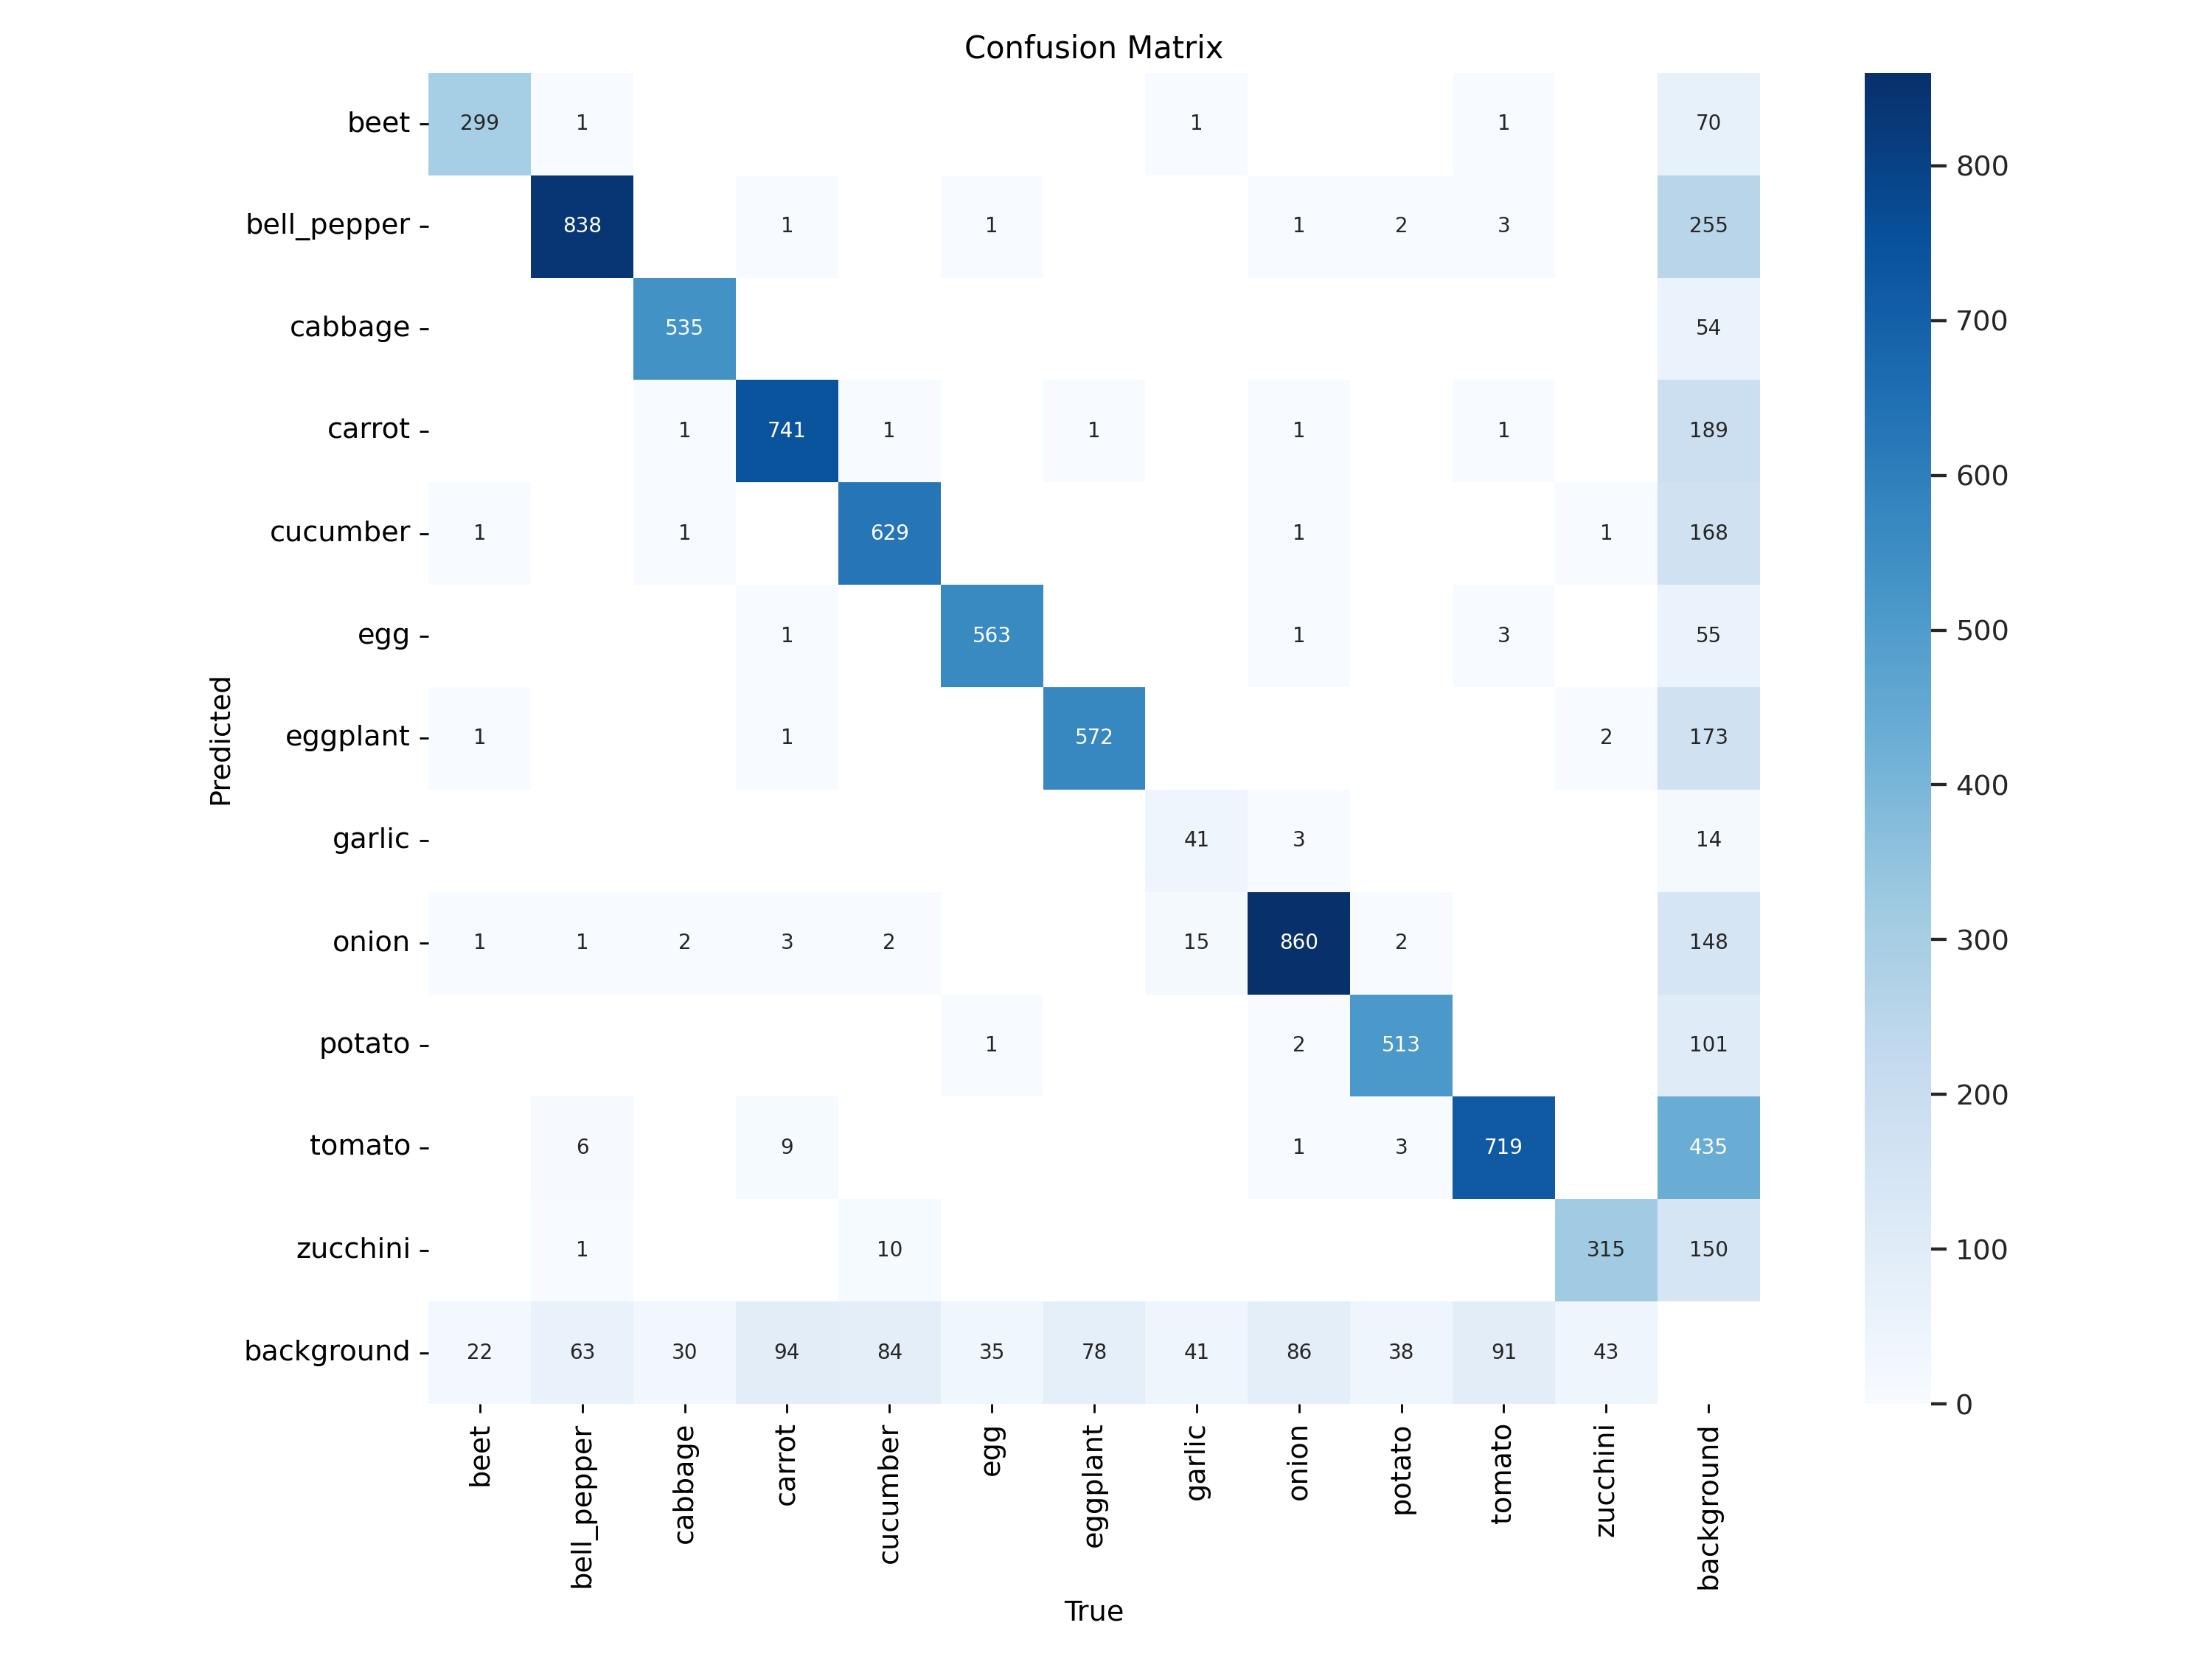 Confusion Matrix
beet 299 1 1 1 70
bell_pepper 838 1 1 1 2 3 255
cabbage 535 54
carrot 1 741 1 1 1 1 189
cucumber 1 1 629 1 1 168
egg 1 563 1 3 55
eggplant 1 1 572 2 173
garlic 41 3 14
onion 1 1 2 3 2 15 860 2 148
potato 1 2 513 101
tomato 6 9 1 3 719 435
zucchini 1 10 315 150
background 22 63 30 94 84 35 78 41 86 38 91 43
beet bell_pepper cabbage carrot cucumber egg eggplant garlic onion potato tomato zucchini background
True
Predicted
800
700
600
500
400
300
200
100
0